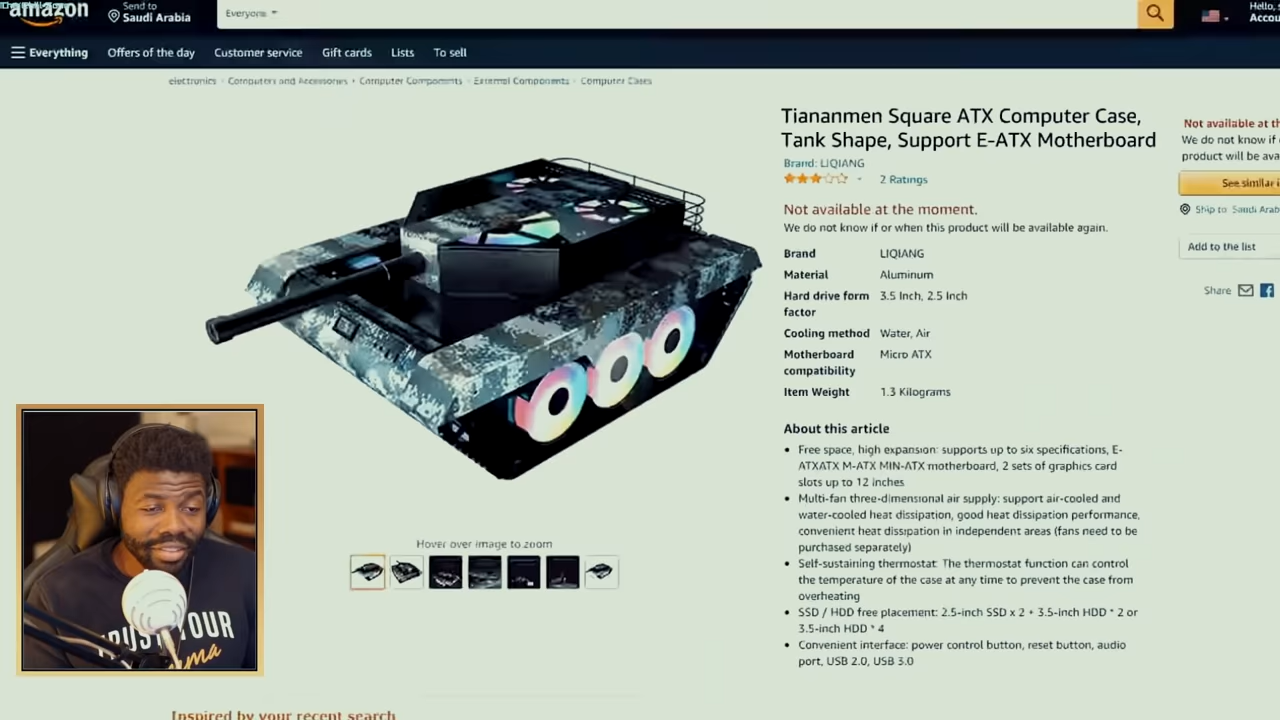 amazon
Send to
Saudi Arabia
Everyone
Hello,
Accou
Everything
Offers of the day
Customer service
Gift cards
Lists
To sell
electronics › Computers and Accessories › Computer Components › External Components › Computer Cases
Tiananmen Square ATX Computer Case,
Tank Shape, Support E-ATX Motherboard
Brand: LIQIANG
2 Ratings
Not available at the moment.
We do not know if or when this product will be available again.
Brand LIQIANG
Material Aluminum
Hard drive form 3.5 Inch, 2.5 Inch
factor
Cooling method Water, Air
Motherboard Micro ATX
compatibility
Item Weight 1.3 Kilograms
About this article
• Free space, high expansion: supports up to six specifications, E-
ATXATX M-ATX MIN-ATX motherboard, 2 sets of graphics card
slots up to 12 inches
• Multi-fan three-dimensional air supply: support air-cooled and
water-cooled heat dissipation, good heat dissipation performance,
convenient heat dissipation in independent areas (fans need to be
purchased separately)
• Self-sustaining thermostat: The thermostat function can control
the temperature of the case at any time to prevent the case from
overheating
• SSD / HDD free placement: 2.5-inch SSD x 2 + 3.5-inch HDD * 2 or
3.5-inch HDD * 4
• Convenient interface: power control button, reset button, audio
port, USB 2.0, USB 3.0
Not available at th
We do not know if
product will be ava
See similar i
Ship to Saudi Arab
Add to the list
Share
Hover over image to zoom
YOUR
Inspired by your recent search